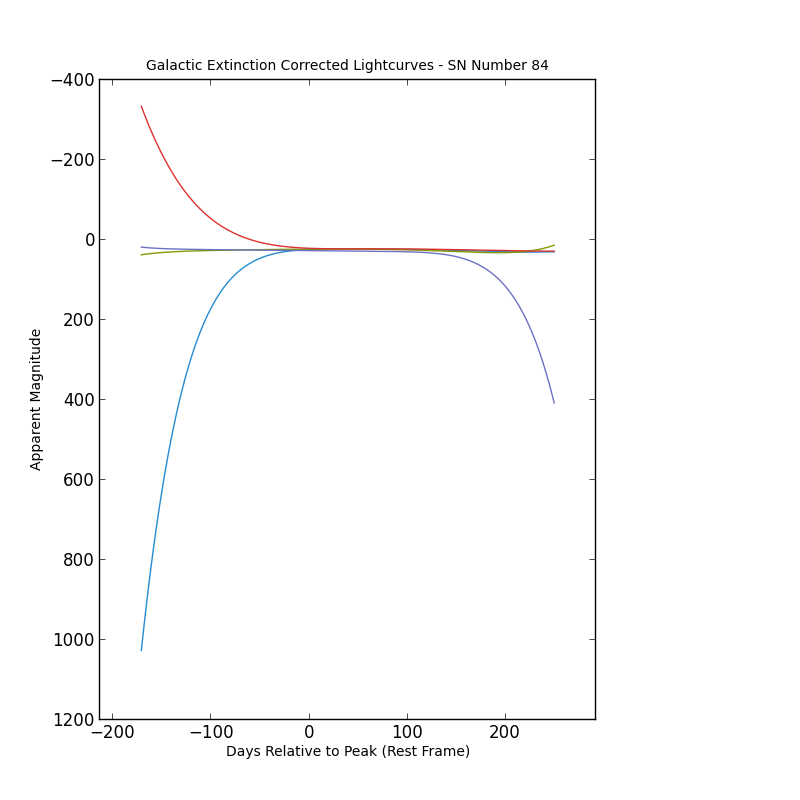 Galactic Extinction Corrected Lightcurves - SN Number 84
−400
−200
0
200
400
600
800
1000
1200
Apparent Magnitude
−200 −100 0 100 200
Days Relative to Peak (Rest Frame)